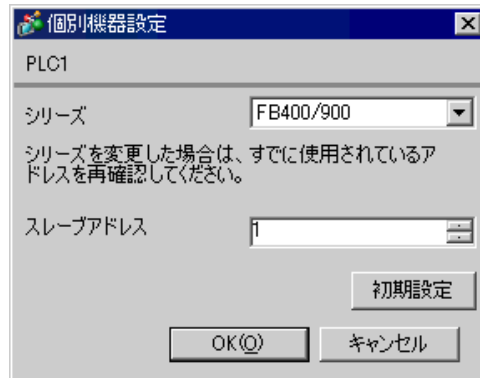 個別機器設定
PLC1
シリーズ
FB400/900
シリーズを変更した場合は、すでに使用されているア
ドレスを再確認してください。
スレーブアドレス
1
初期設定
OK(O)
キャンセル